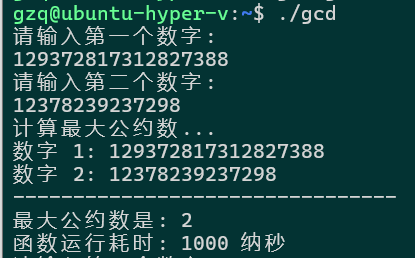 gzq@ubuntu-hyper-v:~$ ./gcd
请输入第一个数字:
129372817312827388
请输入第二个数字:
12378239237298
计算最大公约数...
数字 1: 129372817312827388
数字 2: 12378239237298
-----------------------------------
最大公约数是: 2
函数运行耗时: 1000 纳秒